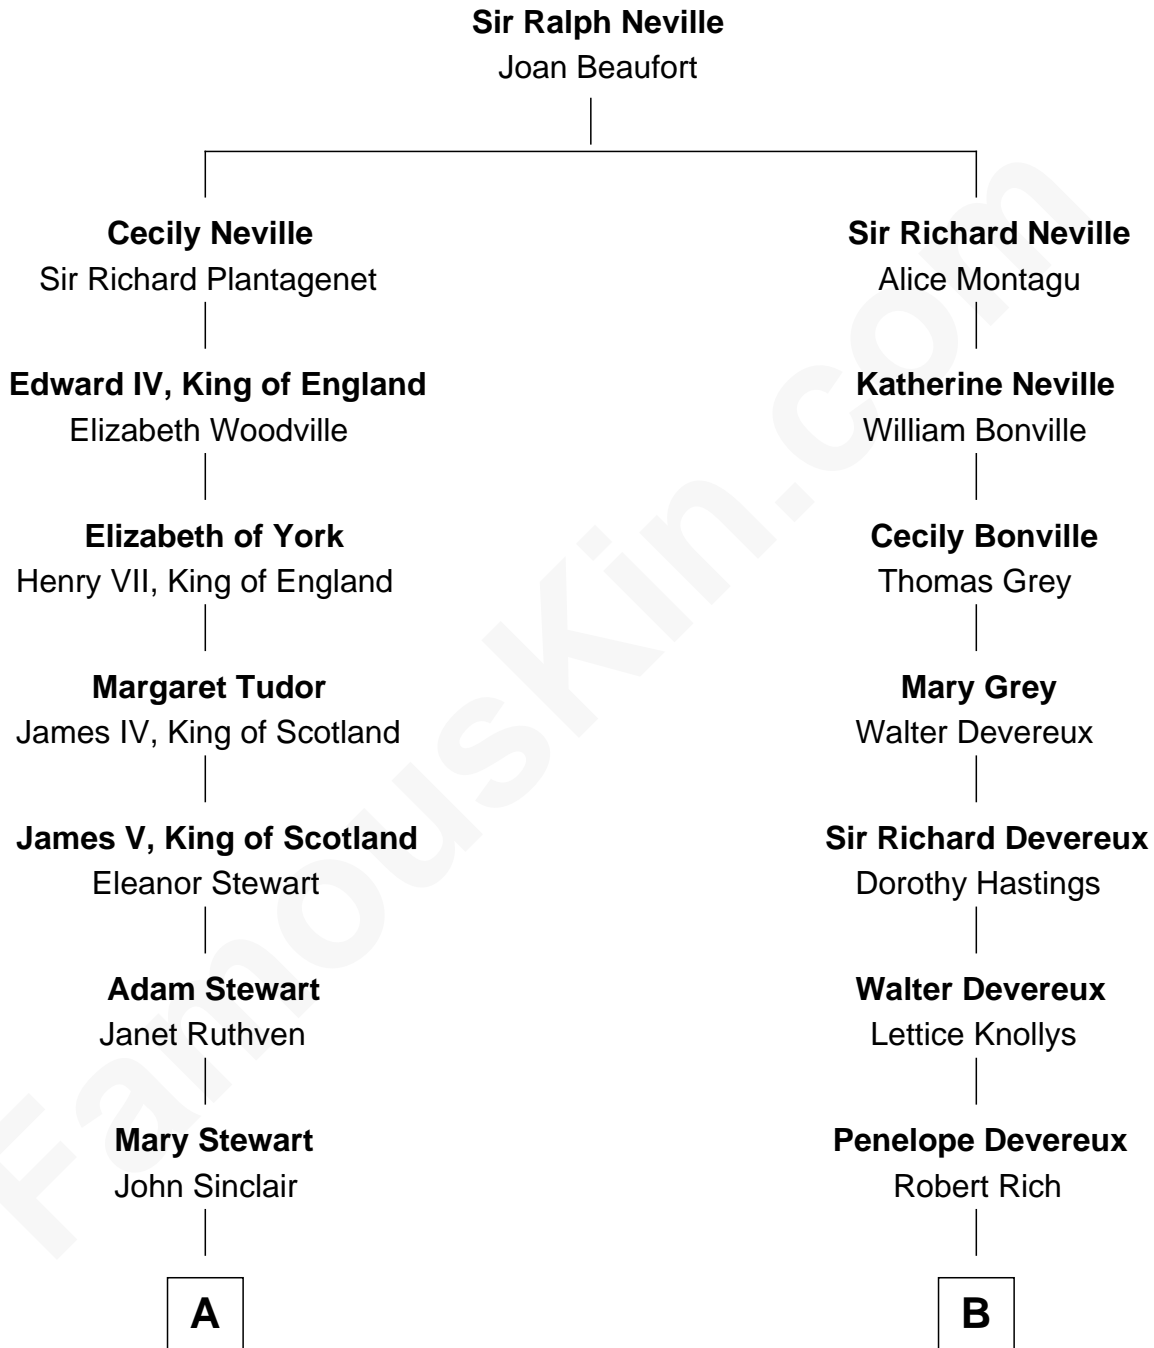 Sir Ralph Neville
Joan Beaufort
Cecily Neville
Sir Richard Plantagenet
Sir Richard Neville
Alice Montagu
Edward IV, King of England
Elizabeth Woodville
Katherine Neville
William Bonville
Elizabeth of York
Henry VII, King of England
Cecily Bonville
Thomas Grey
Margaret Tudor
James IV, King of Scotland
Mary Grey
Walter Devereux
James V, King of Scotland
Eleanor Stewart
Sir Richard Devereux
Dorothy Hastings
Adam Stewart
Janet Ruthven
Walter Devereux
Lettice Knollys
Mary Stewart
John Sinclair
Penelope Devereux
Robert Rich
A
B
FamousKin.com